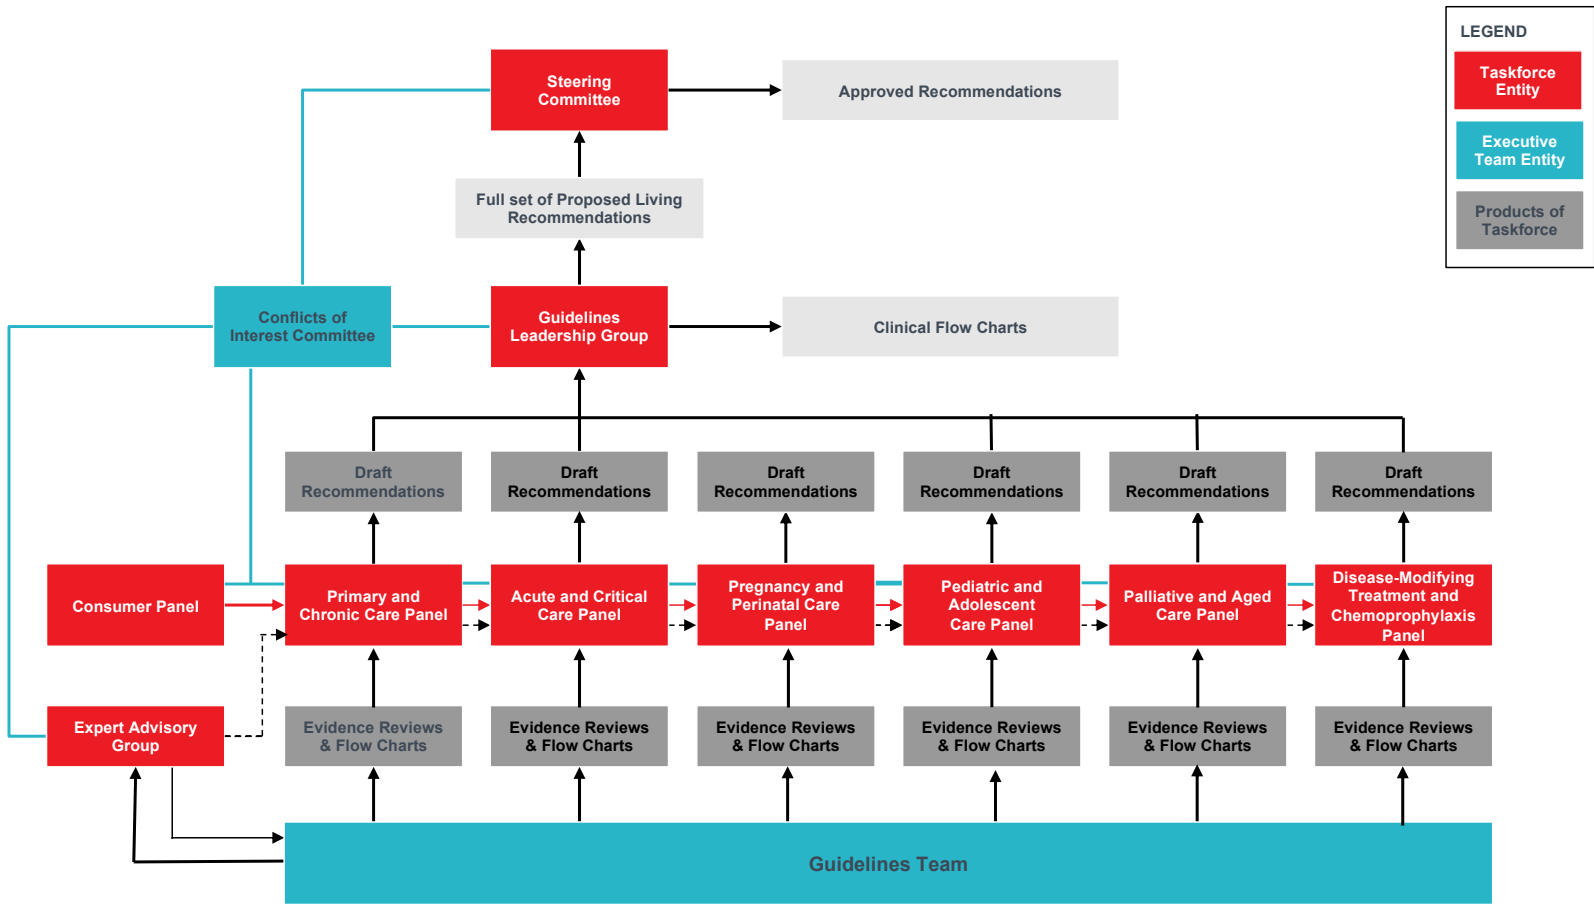 LEGEND
Taskforce
Entity
Executive
Team Entity
Products of
Taskforce
Steering
Committee
Approved Recommendations
Full set of Proposed Living
Recommendations
Conflicts of
Interest Committee
Guidelines
Leadership Group
Clinical Flow Charts
Draft
Recommendations
Draft
Recommendations
Draft
Recommendations
Draft
Recommendations
Draft
Recommendations
Draft
Recommendations
Consumer Panel
Primary and
Chronic Care Panel
Acute and Critical
Care Panel
Pregnancy and
Perinatal Care
Panel
Pediatric and
Adolescent
Care Panel
Palliative and Aged
Care Panel
Disease-Modifying
Treatment and
Chemoprophylaxis
Panel
Expert Advisory
Group
Evidence Reviews
& Flow Charts
Evidence Reviews
& Flow Charts
Evidence Reviews
& Flow Charts
Evidence Reviews
& Flow Charts
Evidence Reviews
& Flow Charts
Evidence Reviews
& Flow Charts
Guidelines Team